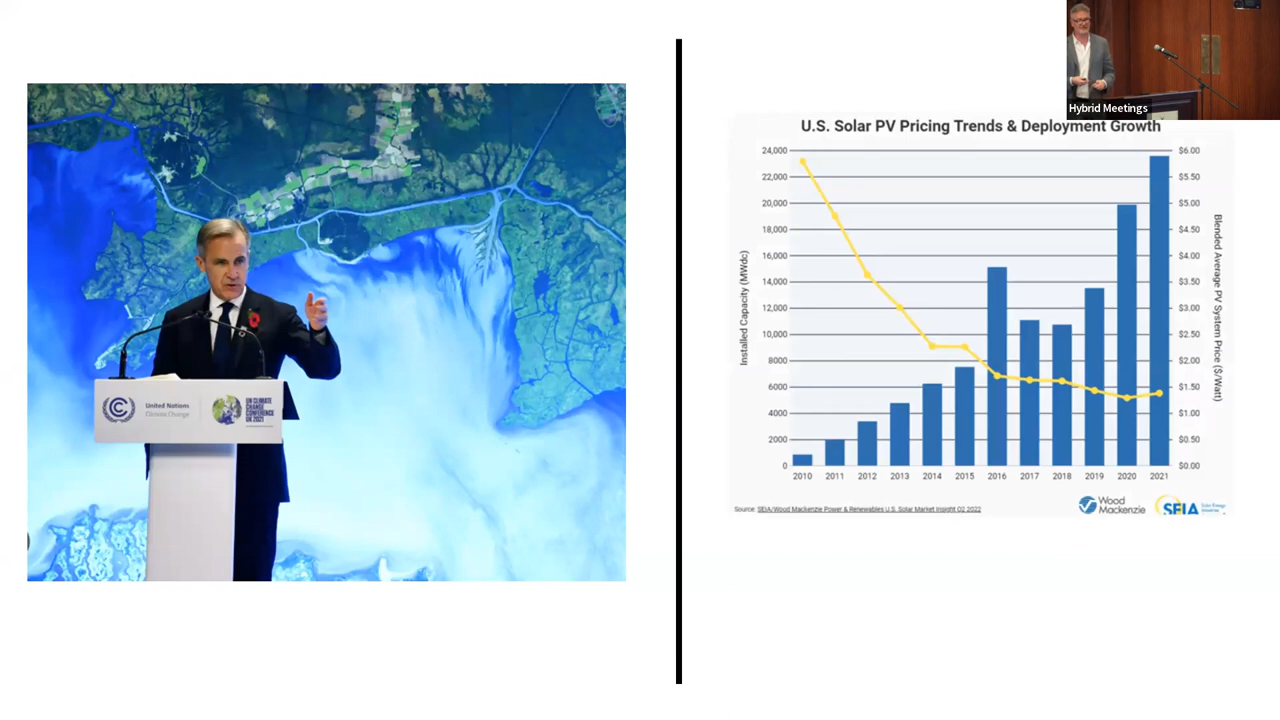 Hybrid Meetings
United Nations
Climate Change
UN CLIMATE
CHANGE
CONFERENCE
UK 2021
U.S. Solar PV Pricing Trends & Deployment Growth
Installed Capacity (MWdc)
24,000
22,000
20,000
18,000
16,000
14,000
12,000
10,000
8000
6000
4000
2000
0
$6.00
$5.50
$5.00
$4.50
$4.00
$3.50
$3.00
$2.50
$2.00
$1.50
$1.00
$0.50
$0.00
Blended Average PV System Price ($/Watt)
2010 2011 2012 2013 2014 2015 2016 2017 2018 2019 2020 2021
Source: SEIA/Wood Mackenzie Power & Renewables U.S. Solar Market Insight Q2 2022
Wood
Mackenzie
SEIA